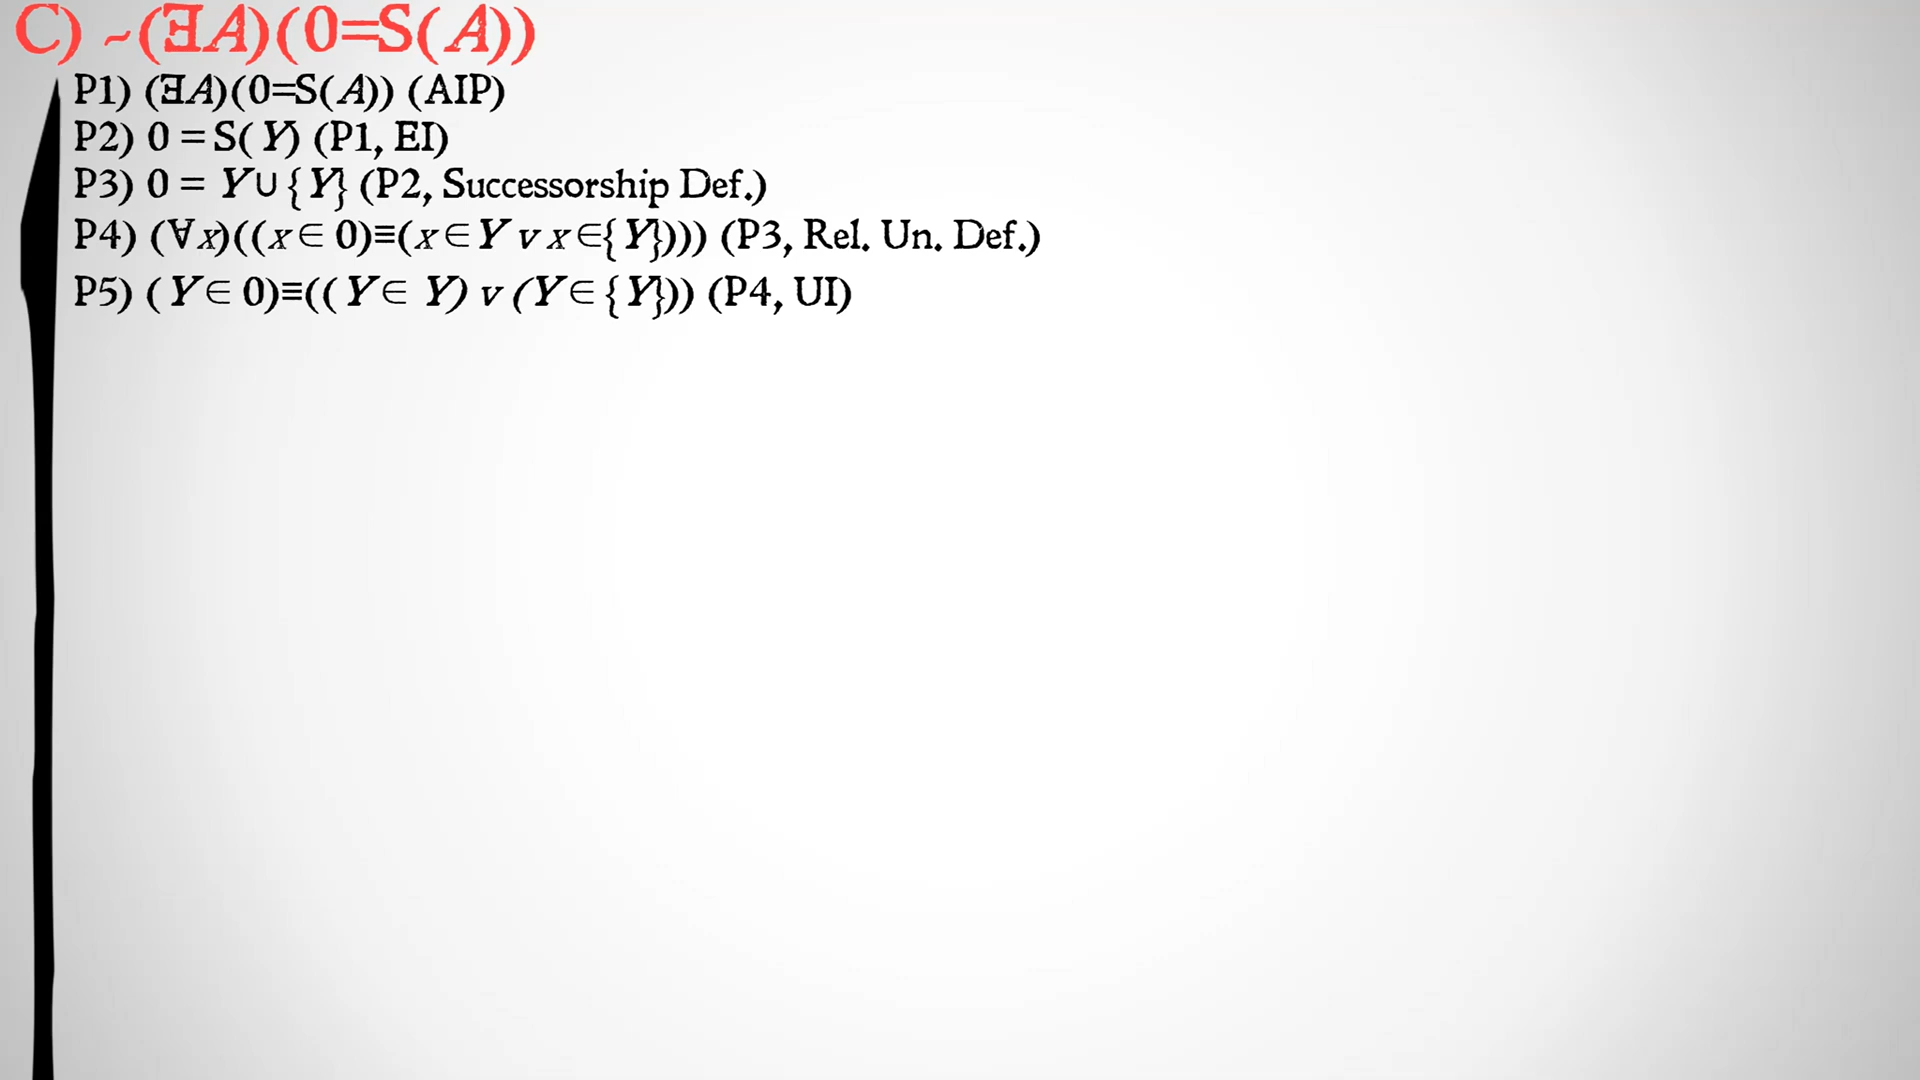 C) ~(∃A)(0=S(A))
P1) (∃A)(0=S(A)) (AIP)
P2) 0 = S(Y) (P1, EI)
P3) 0 = Y∪{Y} (P2, Successorship Def.)
P4) (∀x)((x∈ 0)≡(x∈Y v x∈{Y}))) (P3, Rel. Un. Def.)
P5) (Y∈ 0)≡((Y∈ Y) v (Y∈{Y})) (P4, UI)